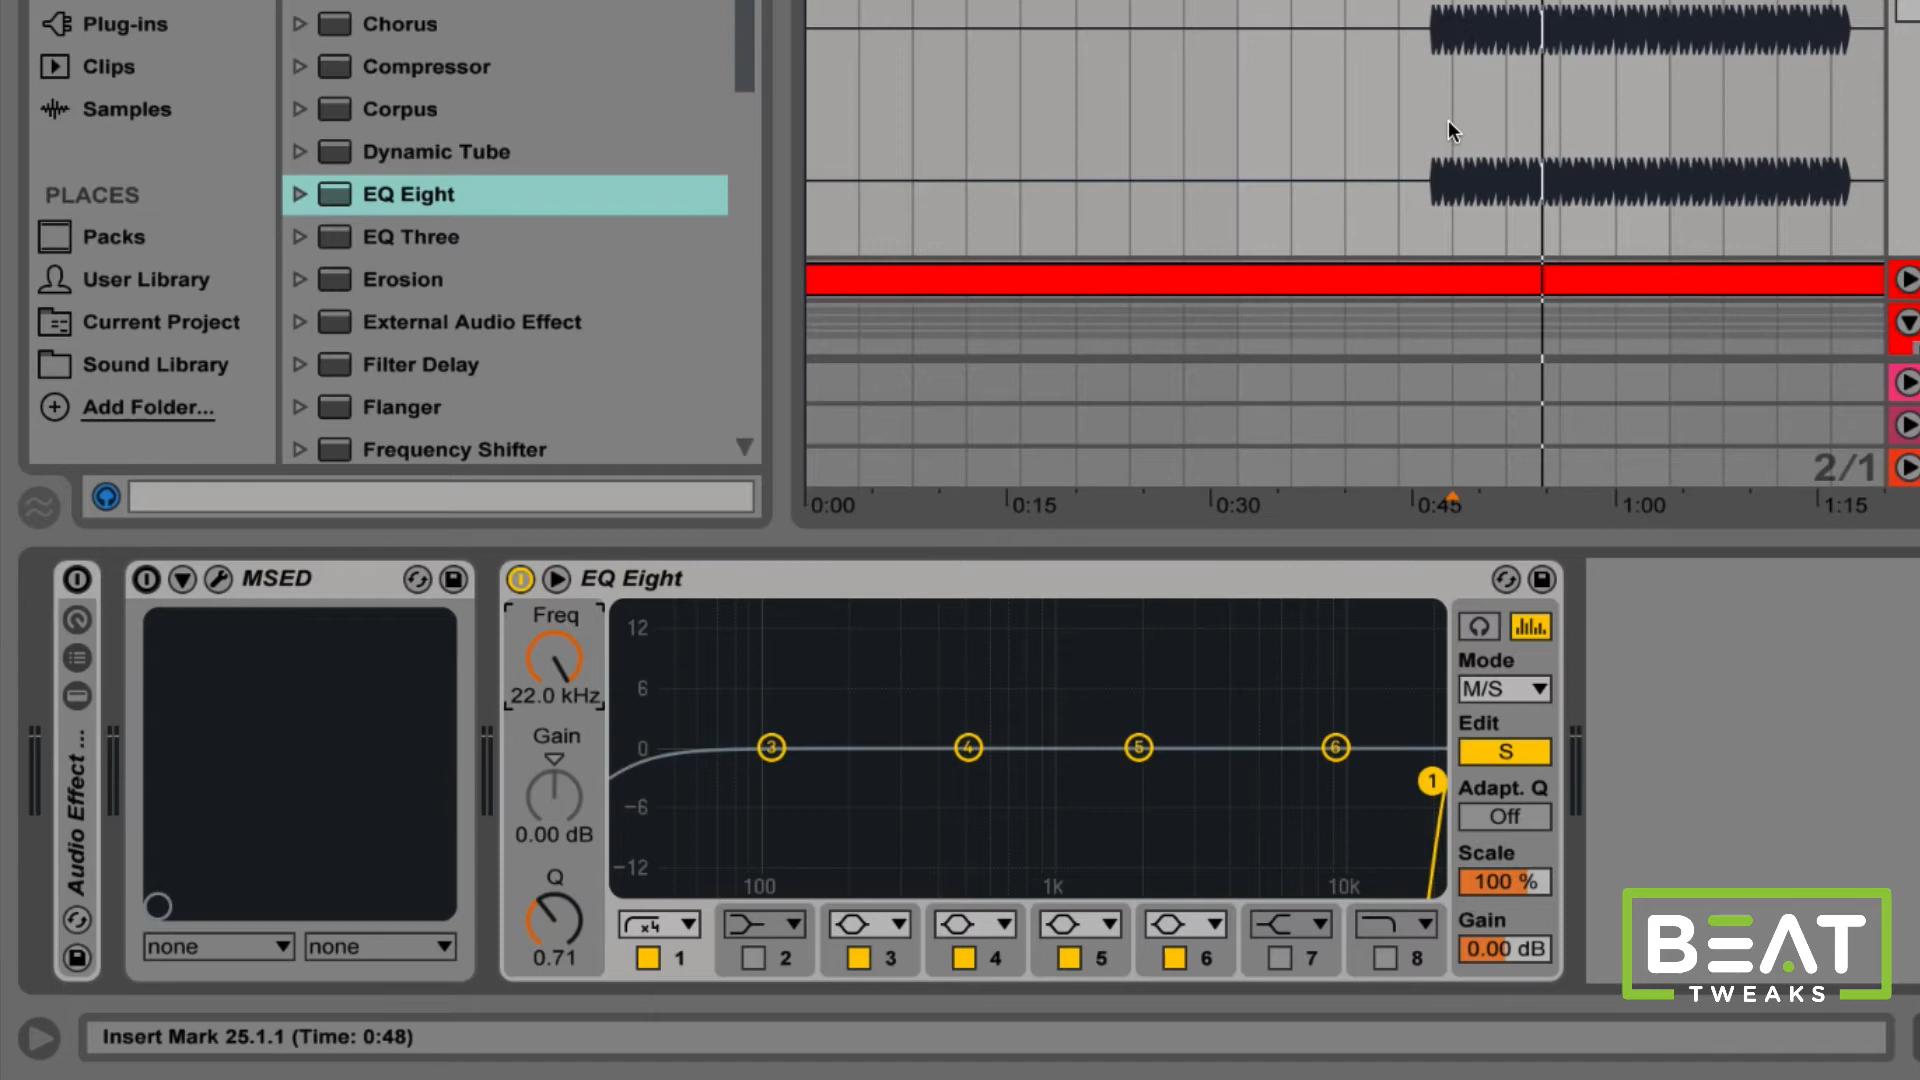 Plug-ins
Clips
Samples
PLACES
Packs
User Library
Current Project
Sound Library
Add Folder...
Chorus
Compressor
Corpus
Dynamic Tube
EQ Eight
EQ Three
Erosion
External Audio Effect
Filter Delay
Flanger
Frequency Shifter
2/1
0:00 0:15 0:30 0:45 1:00 1:15
Audio Effect ...
MSED
none none
EQ Eight
Freq
22.0 kHz
Gain
0.00 dB
Q
0.71
12
6
0
-6
-12
100 1k 10k
3 4 5 6 1
x4
1 2 3 4 5 6 7 8
Mode
M/S
Edit
S
Adapt. Q
Off
Scale
100 %
Gain
0.00 dB
BEAT
TWEAKS
Insert Mark 25.1.1 (Time: 0:48)